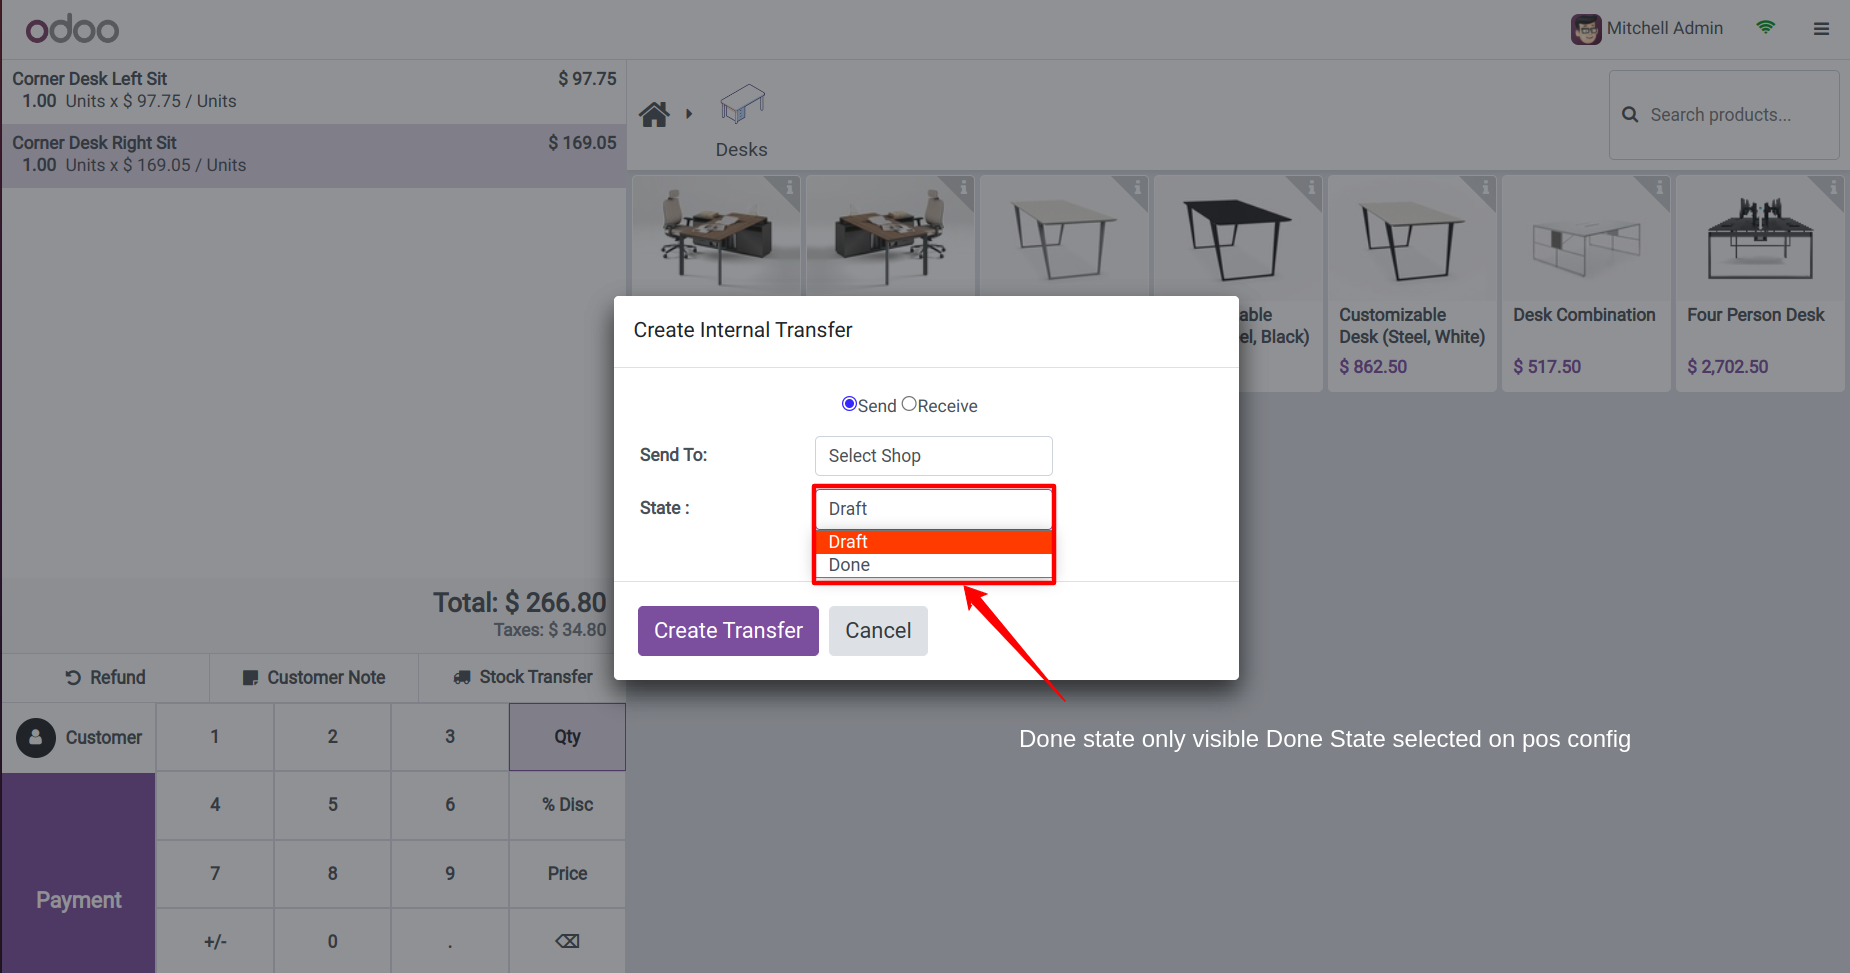 odoo
Mitchell Admin
Corner Desk Left Sit $ 97.75
1.00 Units x $ 97.75 / Units
Corner Desk Right Sit $ 169.05
1.00 Units x $ 169.05 / Units
Desks
Search products...
able
el, Black)
Customizable
Desk (Steel, White)
$ 862.50
Desk Combination
$ 517.50
Four Person Desk
$ 2,702.50
Create Internal Transfer
Send Receive
Send To: Select Shop
State : Draft
Draft
Done
Create Transfer Cancel
Done state only visible Done State selected on pos config
Total: $ 266.80
Taxes: $ 34.80
Refund Customer Note Stock Transfer
Customer 1 2 3 Qty
4 5 6 % Disc
7 8 9 Price
Payment
+/- 0 .